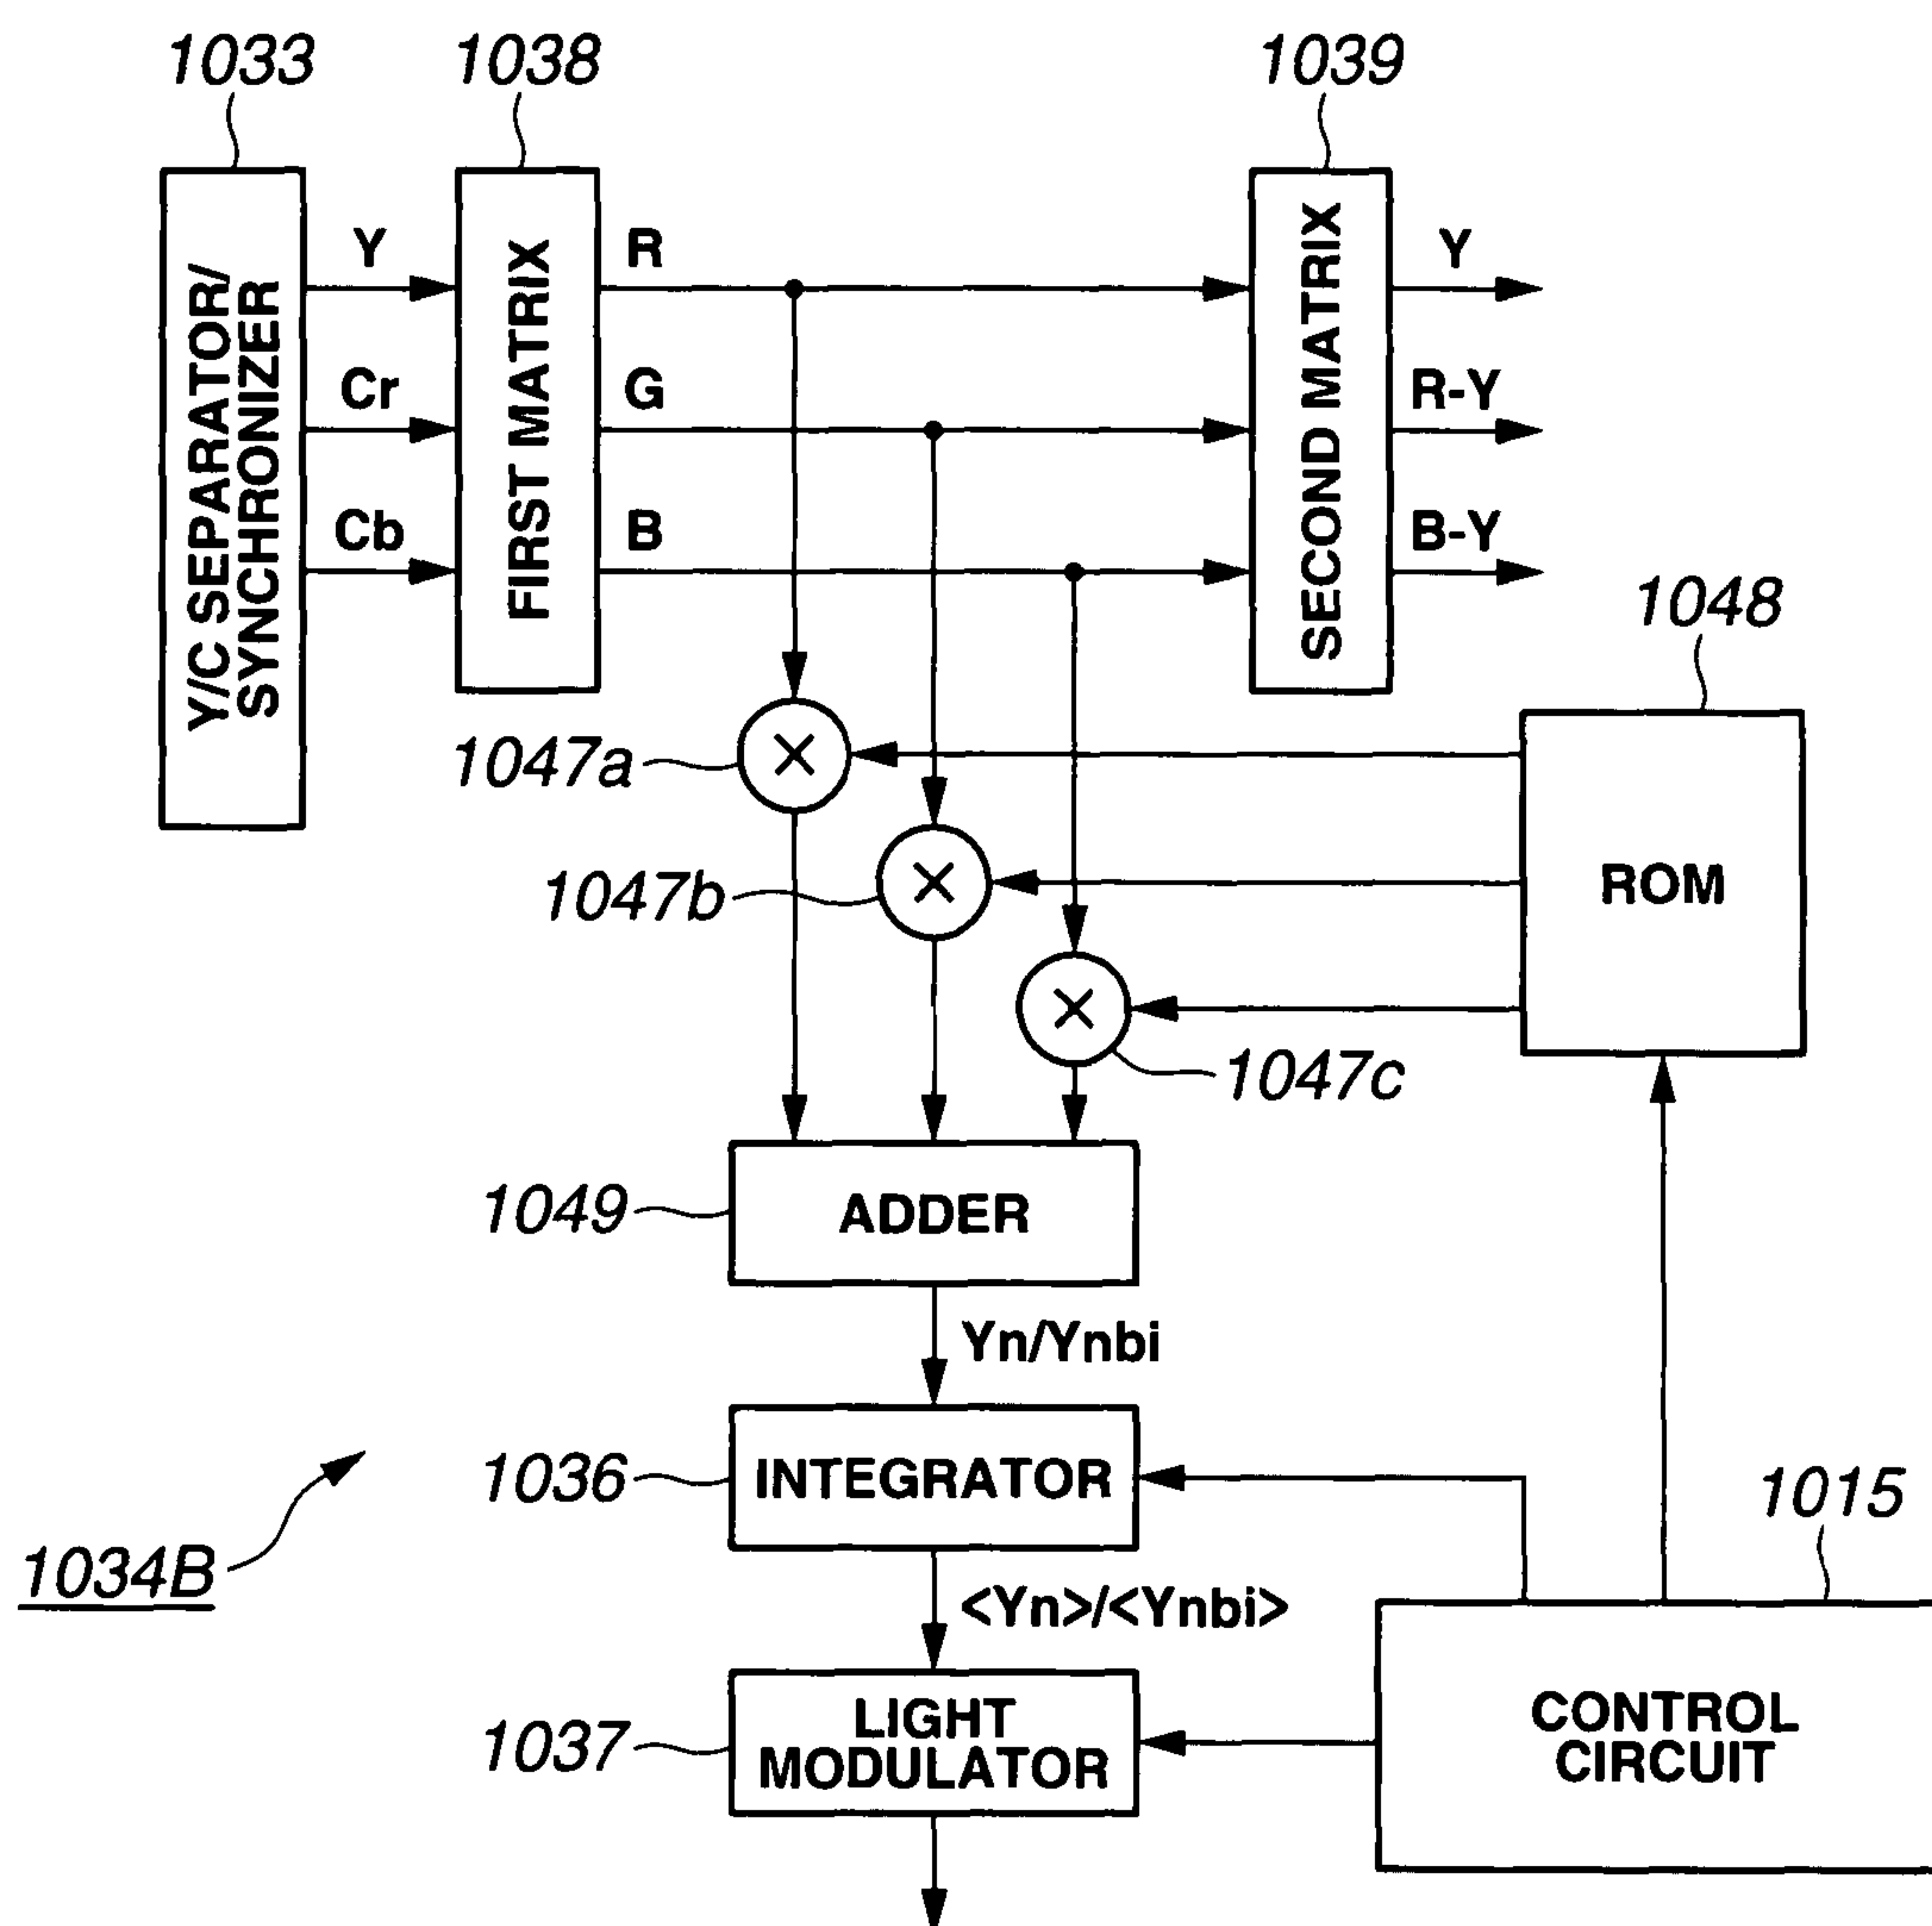 1033
1038
1039
Y/C SEPARATOR/
SYNCHRONIZER
Y
Cr
Cb
FIRST MATRIX
R
G
B
SECOND MATRIX
Y
R-Y
B-Y
1048
ROM
1047a
×
1047b
×
1047c
×
1049
ADDER
Yn/Ynbi
1036
INTEGRATOR
1034B
<Yn>/<Ynbi>
1015
1037
LIGHT
MODULATOR
CONTROL
CIRCUIT